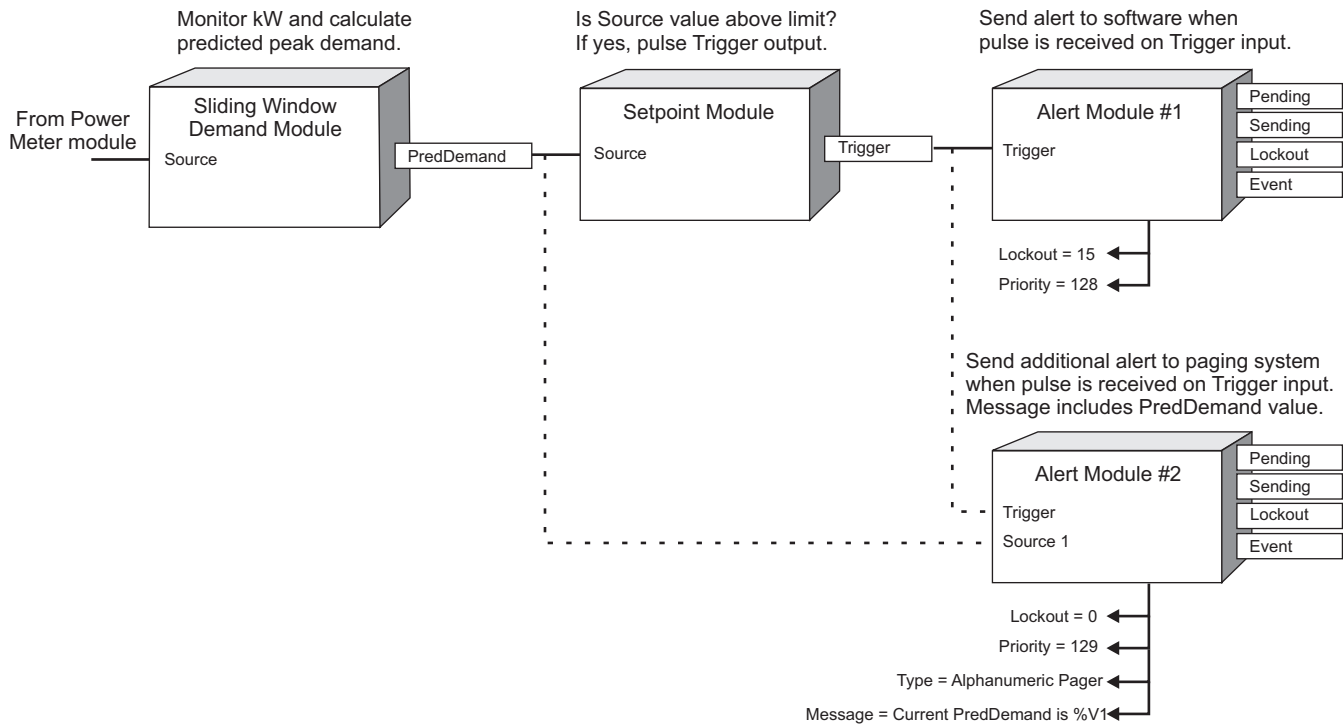 Monitor kW and calculate
predicted peak demand.
Is Source value above limit?
If yes, pulse Trigger output.
Send alert to software when
pulse is received on Trigger input.
From Power
Meter module
Sliding Window
Demand Module
Source
PredDemand
Setpoint Module
Source
Trigger
Alert Module #1
Trigger
Pending
Sending
Lockout
Event
Lockout = 15
Priority = 128
Send additional alert to paging system
when pulse is received on Trigger input.
Message includes PredDemand value.
Alert Module #2
Trigger
Source 1
Pending
Sending
Lockout
Event
Lockout = 0
Priority = 129
Type = Alphanumeric Pager
Message = Current PredDemand is %V1